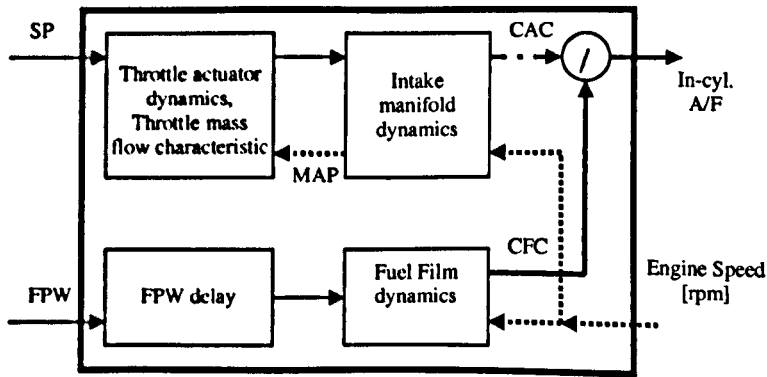 SP
CAC
Throttle actuator
dynamics,
Throttle mass
flow characteristic
Intake
manifold
dynamics
/
In-cyl.
A/F
MAP
FPW
FPW delay
Fuel Film
dynamics
CFC
Engine Speed
[rpm]